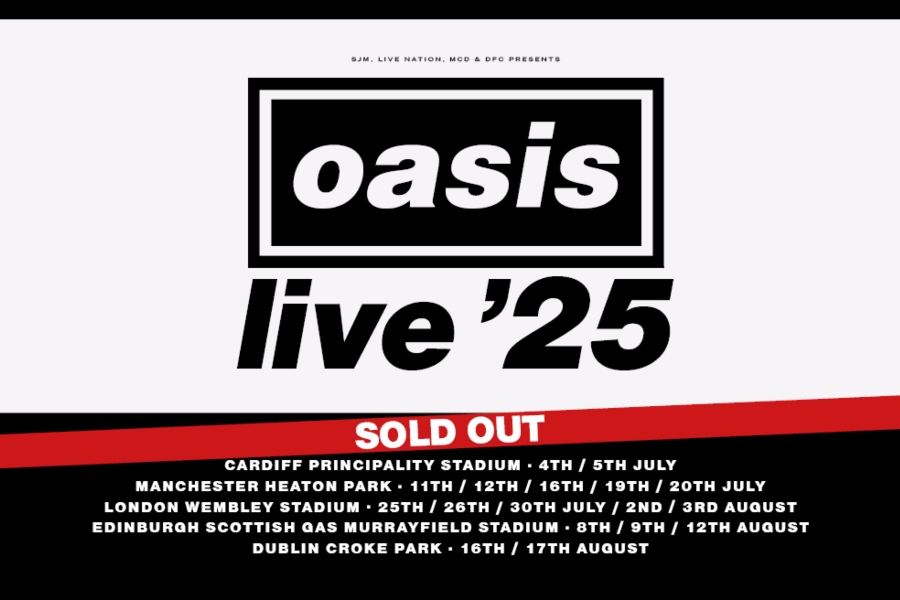 SJM, LIVE NATION, MCD & DFC PRESENTS
oasis
live ’25
SOLD OUT
CARDIFF PRINCIPALITY STADIUM · 4TH / 5TH JULY
MANCHESTER HEATON PARK · 11TH / 12TH / 16TH / 19TH / 20TH JULY
LONDON WEMBLEY STADIUM · 25TH / 26TH / 30TH JULY / 2ND / 3RD AUGUST
EDINBURGH SCOTTISH GAS MURRAYFIELD STADIUM · 8TH / 9TH / 12TH AUGUST
DUBLIN CROKE PARK · 16TH / 17TH AUGUST